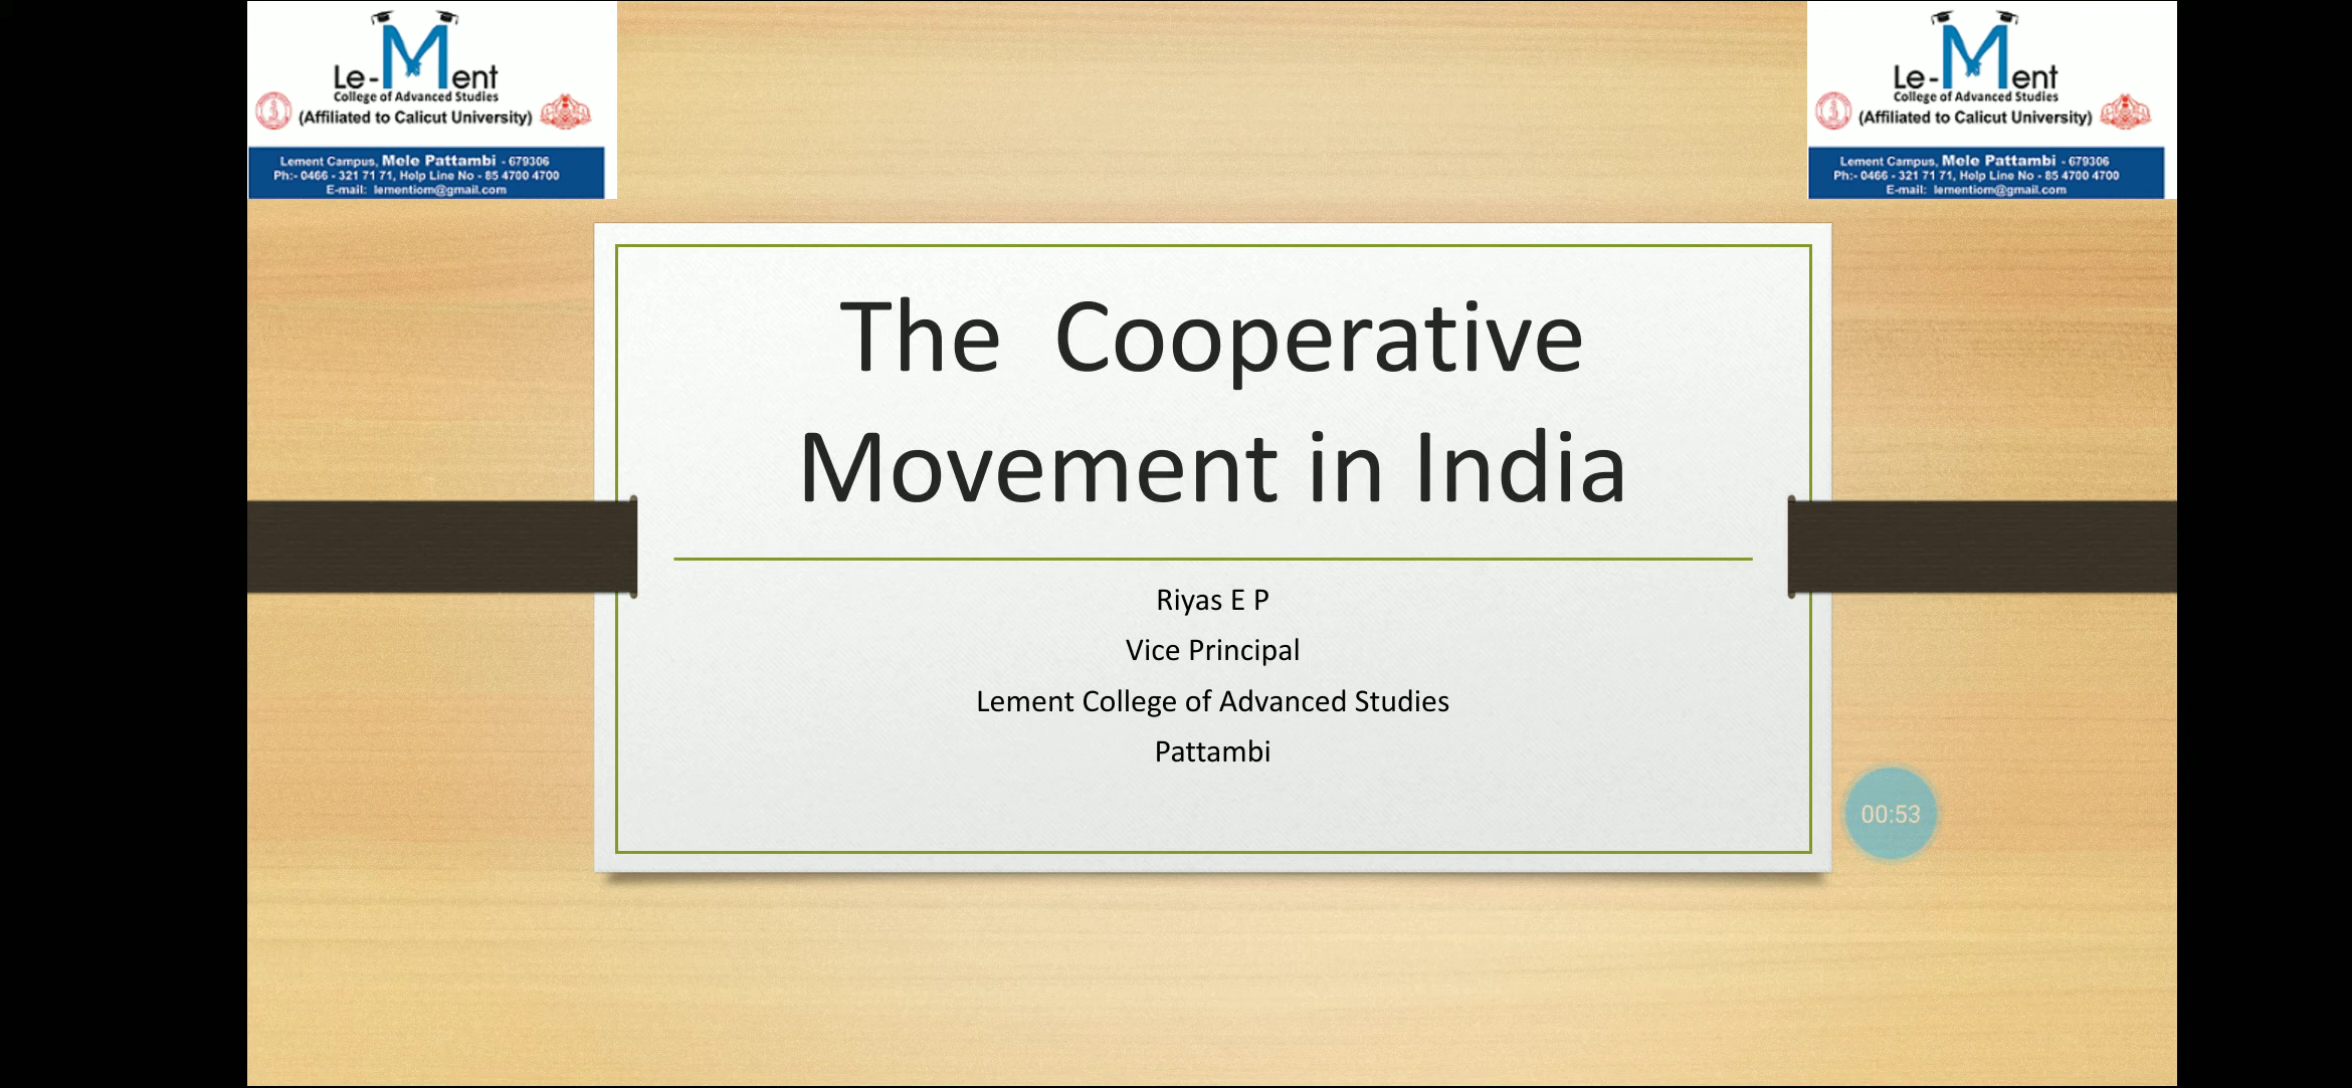 Le-Ment
College of Advanced Studies
(Affiliated to Calicut University)
Lement Campus, Mele Pattambi - 679306
Ph:- 0466 - 321 71 71, Help Line No - 85 4700 4700
E-mail: lementiom@gmail.com
Le-Ment
College of Advanced Studies
(Affiliated to Calicut University)
Lement Campus, Mele Pattambi - 679306
Ph:- 0466 - 321 71 71, Help Line No - 85 4700 4700
E-mail: lementiom@gmail.com
The Cooperative
Movement in India
Riyas E P
Vice Principal
Lement College of Advanced Studies
Pattambi
00:53